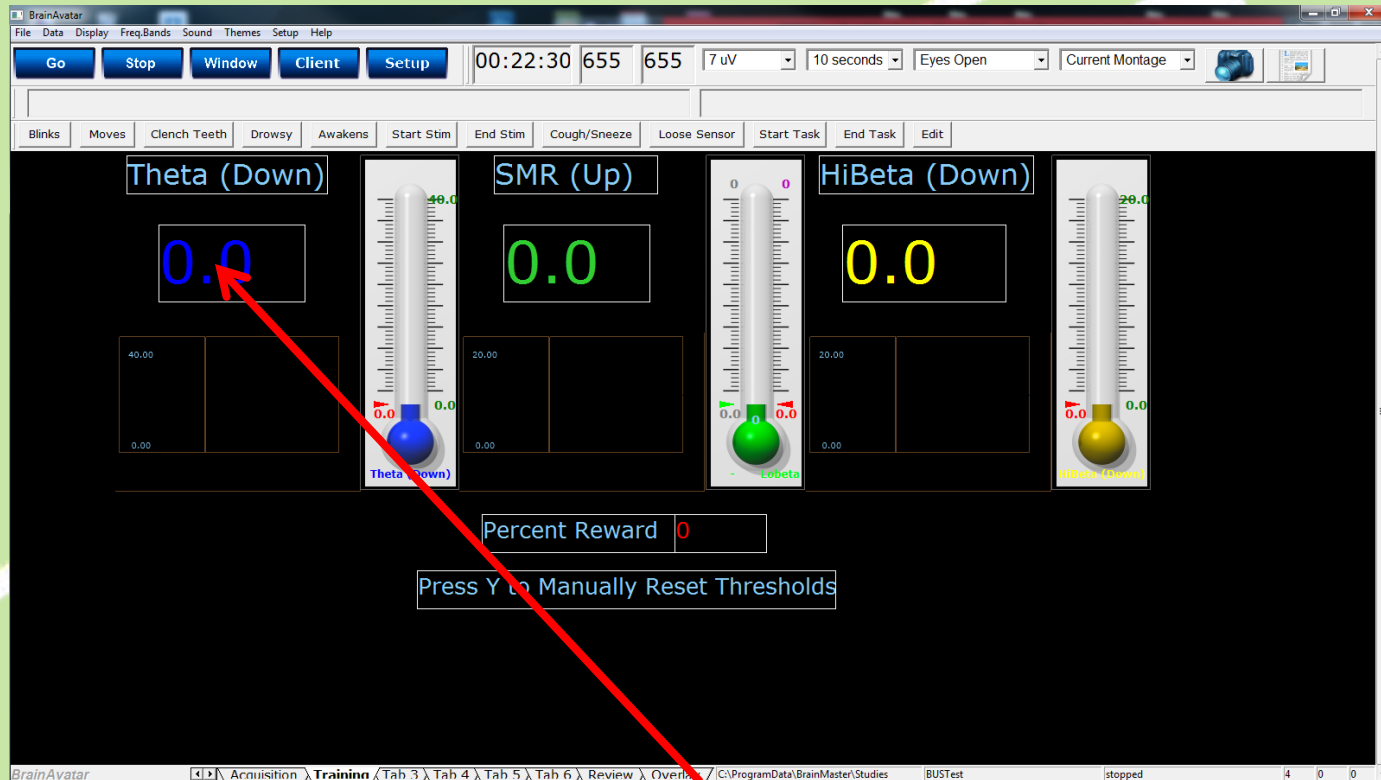 BrainAvatar
File Data Display Freq.Bands Sound Themes Setup Help
Go Stop Window Client Setup 00:22:30 655 655 7 uV 10 seconds Eyes Open Current Montage
Blinks Moves Clench Teeth Drowsy Awakens Start Stim End Stim Cough/Sneeze Loose Sensor Start Task End Task Edit
Theta (Down) SMR (Up) HiBeta (Down)
0 0
40.0 20.0
0.0 0.0 0.0
40.00 20.00 20.00
0.0 0.0 0.0 0 0.0 0.0 0.0
0.00 0.00 0.00
Theta (Down) - Lobeta HiBeta (Down)
Percent Reward 0
Press Y to Manually Reset Thresholds
BrainAvatar Acquisition Training Tab 3 Tab 4 Tab 5 Tab 6 Review Overlay C:\ProgramData\BrainMaster\Studies BUSTest stopped 4 0 0